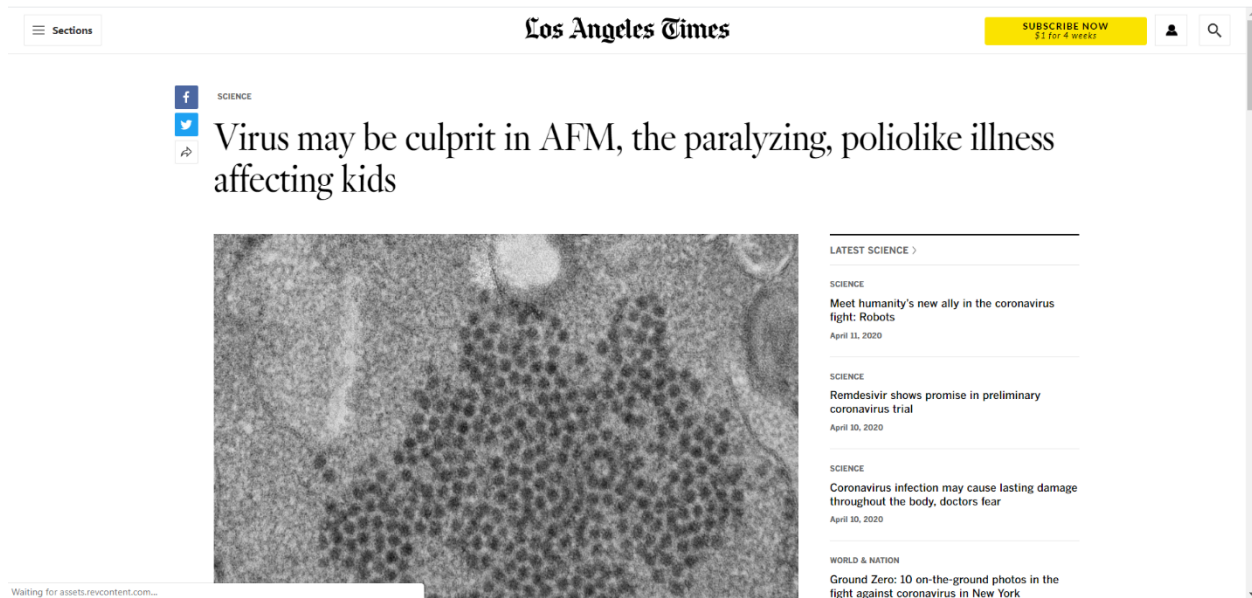 Sections
Los Angeles Times
SUBSCRIBE NOW
$1 for 4 weeks
SCIENCE
Virus may be culprit in AFM, the paralyzing, poliolike illness
affecting kids
LATEST SCIENCE
SCIENCE
Meet humanity's new ally in the coronavirus
fight: Robots
April 11, 2020
SCIENCE
Remdesivir shows promise in preliminary
coronavirus trial
April 10, 2020
SCIENCE
Coronavirus infection may cause lasting damage
throughout the body, doctors fear
April 10, 2020
WORLD & NATION
Ground Zero: 10 on-the-ground photos in the
fight against coronavirus in New York
Waiting for assets.revcontent.com...